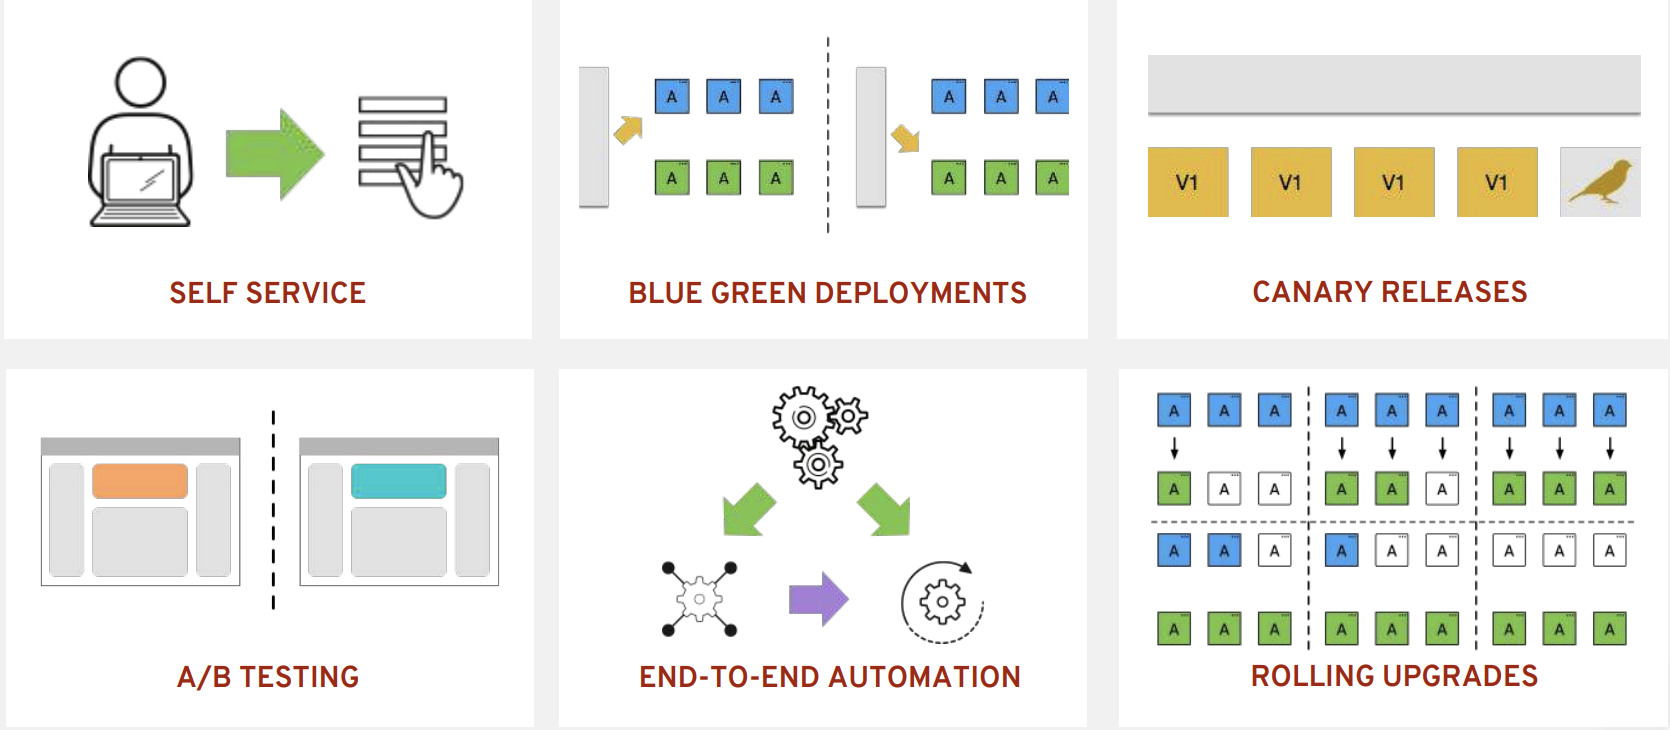 A A A A A A
A A A A A A
V1 V1 V1 V1
SELF SERVICE
BLUE GREEN DEPLOYMENTS
CANARY RELEASES
A A A A A A A A A
A A A A A A A A A
A A A A A A A A A
A A A A A A A A A
A/B TESTING
END-TO-END AUTOMATION
ROLLING UPGRADES